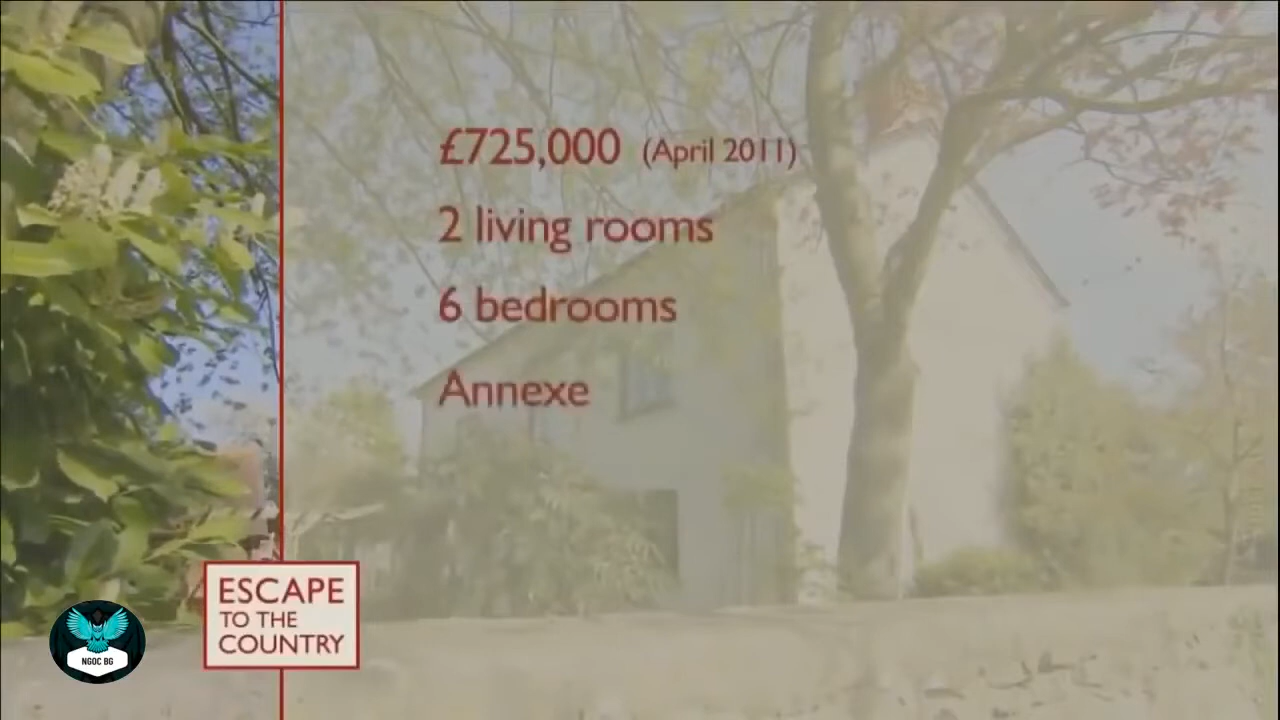 £725,000 (April 2011)
2 living rooms
6 bedrooms
Annexe
ESCAPE
TO THE
COUNTRY
NGOC BG